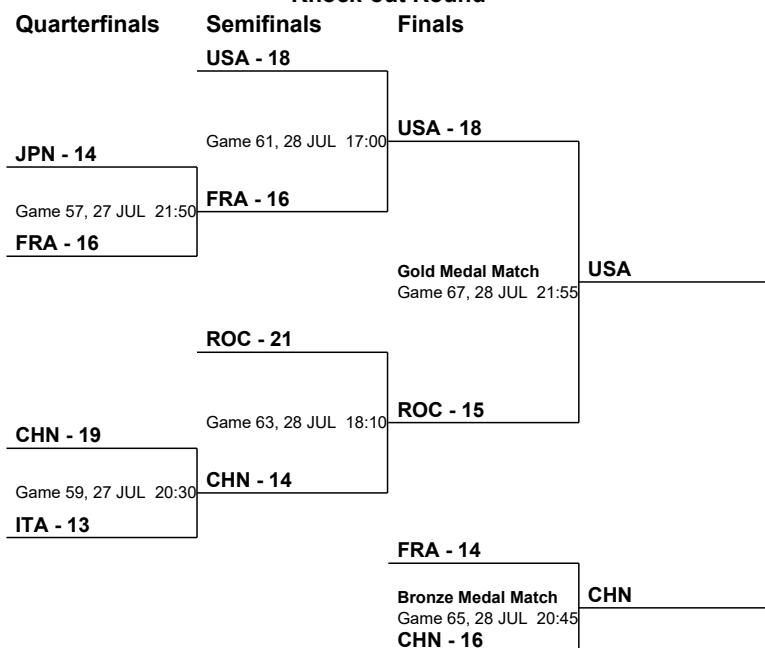 Quarterfinals Semifinals Finals
USA - 18
Game 61, 28 JUL 17:00
USA - 18
JPN - 14
Game 57, 27 JUL 21:50
FRA - 16
FRA - 16
Gold Medal Match
Game 67, 28 JUL 21:55
USA
ROC - 21
Game 63, 28 JUL 18:10
ROC - 15
CHN - 19
Game 59, 27 JUL 20:30
CHN - 14
ITA - 13
FRA - 14
Bronze Medal Match
Game 65, 28 JUL 20:45
CHN
CHN - 16